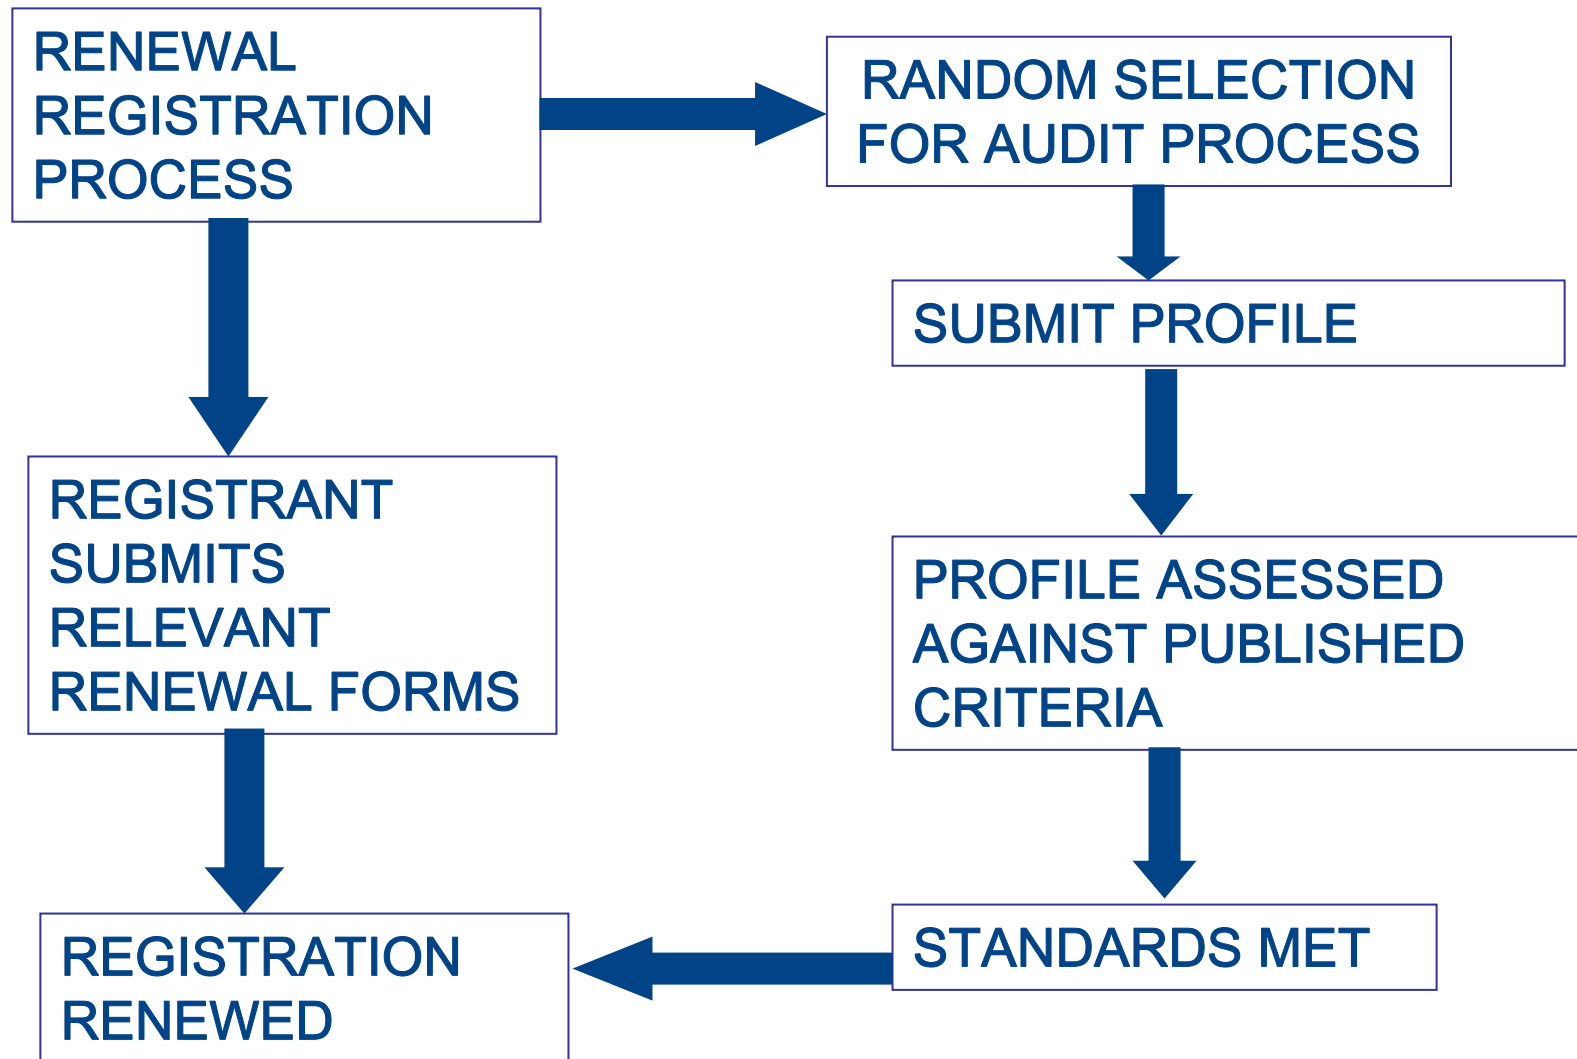 RENEWAL
REGISTRATION
PROCESS
RANDOM SELECTION
FOR AUDIT PROCESS
SUBMIT PROFILE
REGISTRANT
SUBMITS
RELEVANT
RENEWAL FORMS
PROFILE ASSESSED
AGAINST PUBLISHED
CRITERIA
STANDARDS MET
REGISTRATION
RENEWED